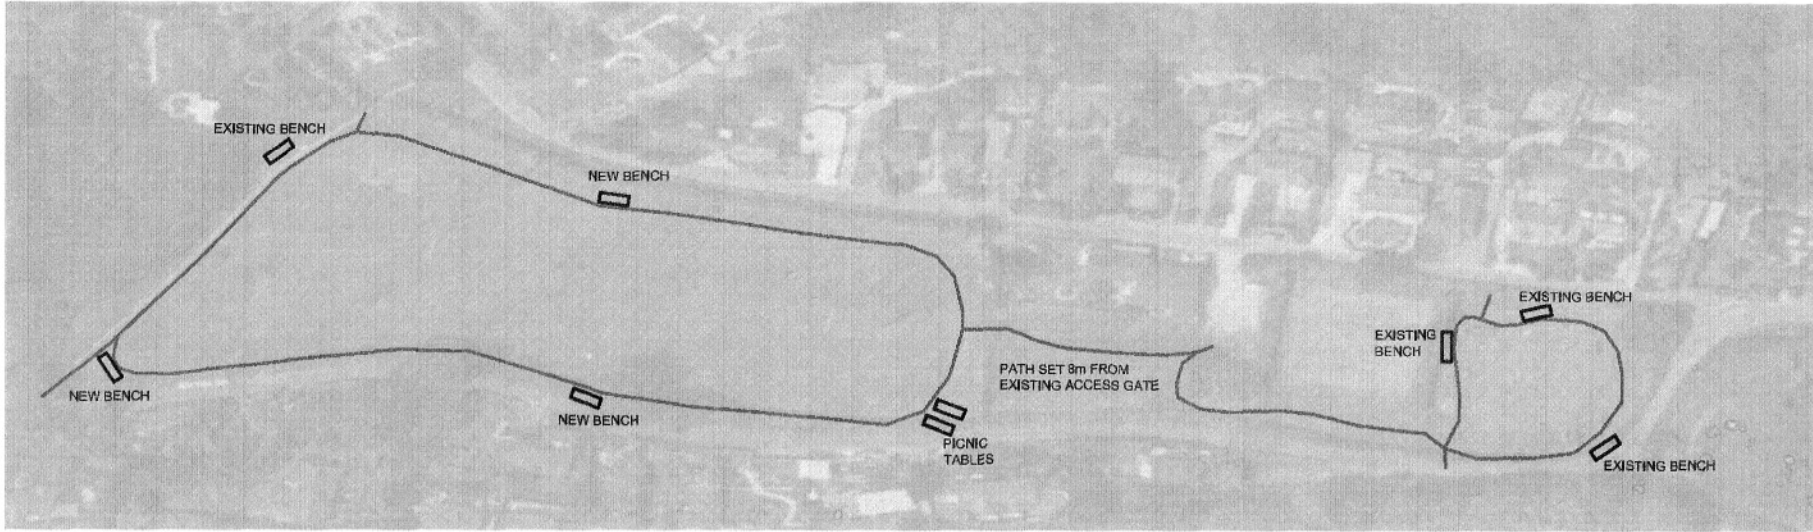 EXISTING BENCH
NEW BENCH
EXISTING BENCH
EXISTING
BENCH
PATH SET 8m FROM
EXISTING ACCESS GATE
NEW BENCH
NEW BENCH
PICNIC
TABLES
EXISTING BENCH